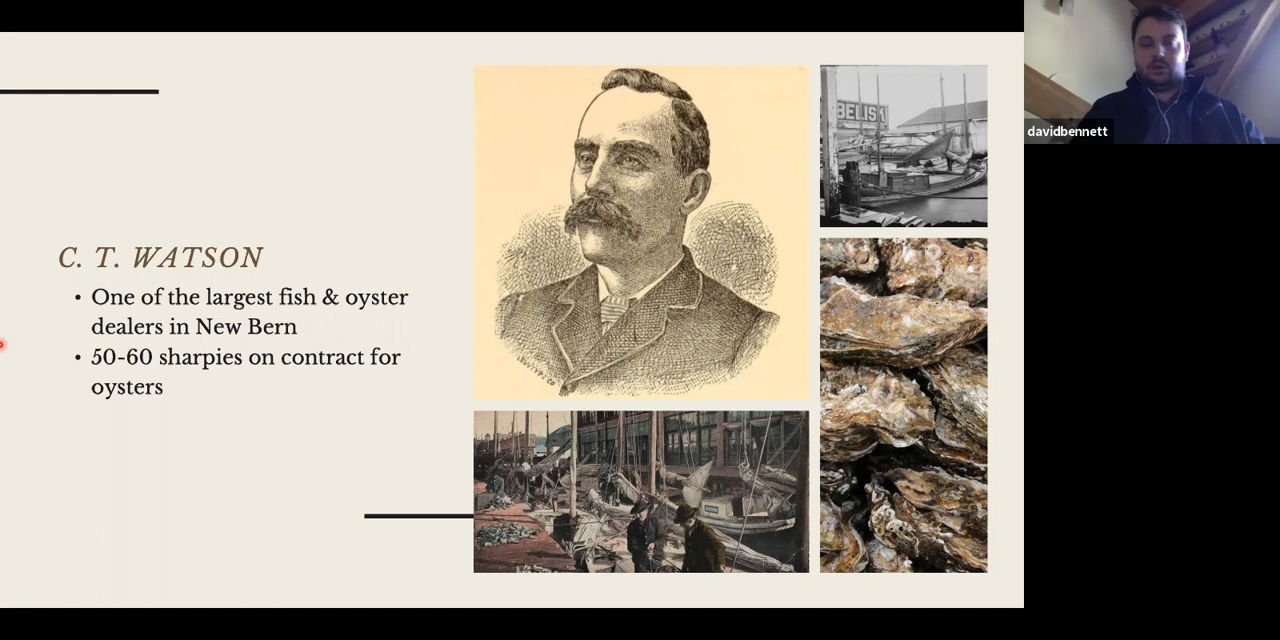 C. T. WATSON
• One of the largest fish & oyster
dealers in New Bern
• 50-60 sharpies on contract for
oysters
BELISK
davidbennett